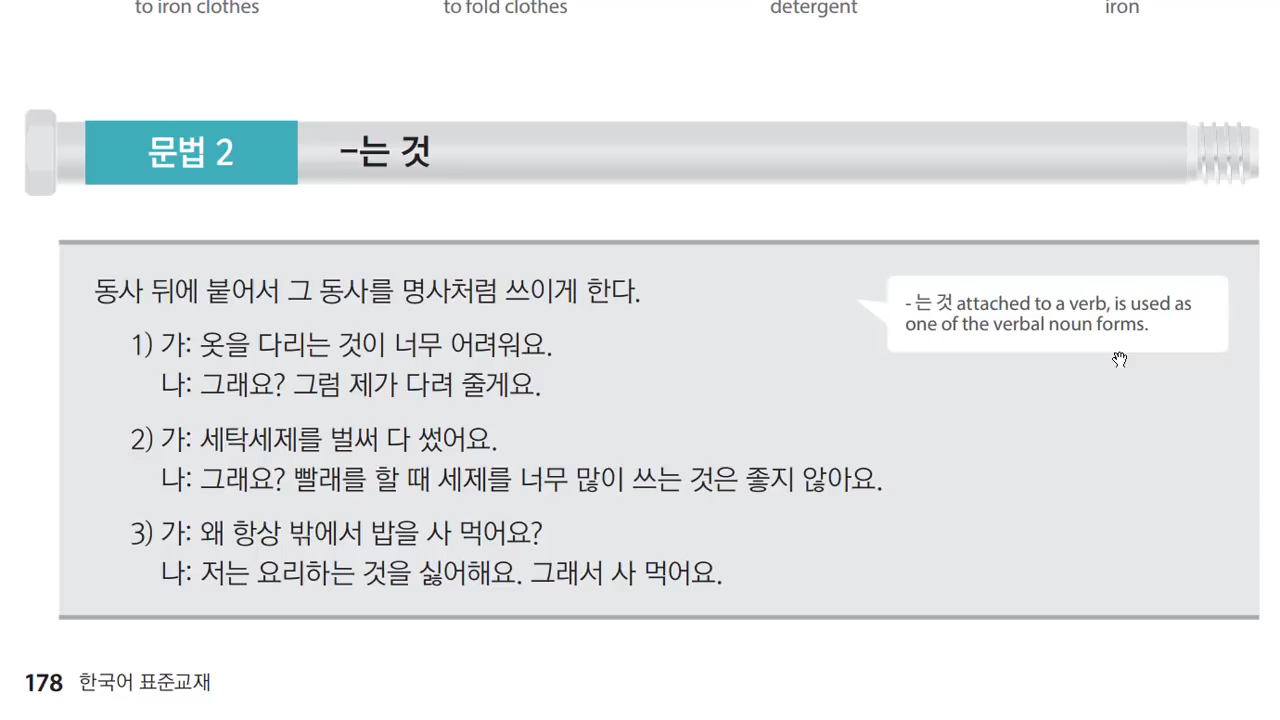 to iron clothes to fold clothes detergent iron
문법 2 -는 것
동사 뒤에 붙어서 그 동사를 명사처럼 쓰이게 한다.
- 는 것 attached to a verb, is used as
one of the verbal noun forms.
1) 가: 옷을 다리는 것이 너무 어려워요.
나: 그래요? 그럼 제가 다려 줄게요.
2) 가: 세탁세제를 벌써 다 썼어요.
나: 그래요? 빨래를 할 때 세제를 너무 많이 쓰는 것은 좋지 않아요.
3) 가: 왜 항상 밖에서 밥을 사 먹어요?
나: 저는 요리하는 것을 싫어해요. 그래서 사 먹어요.
178 한국어 표준교재